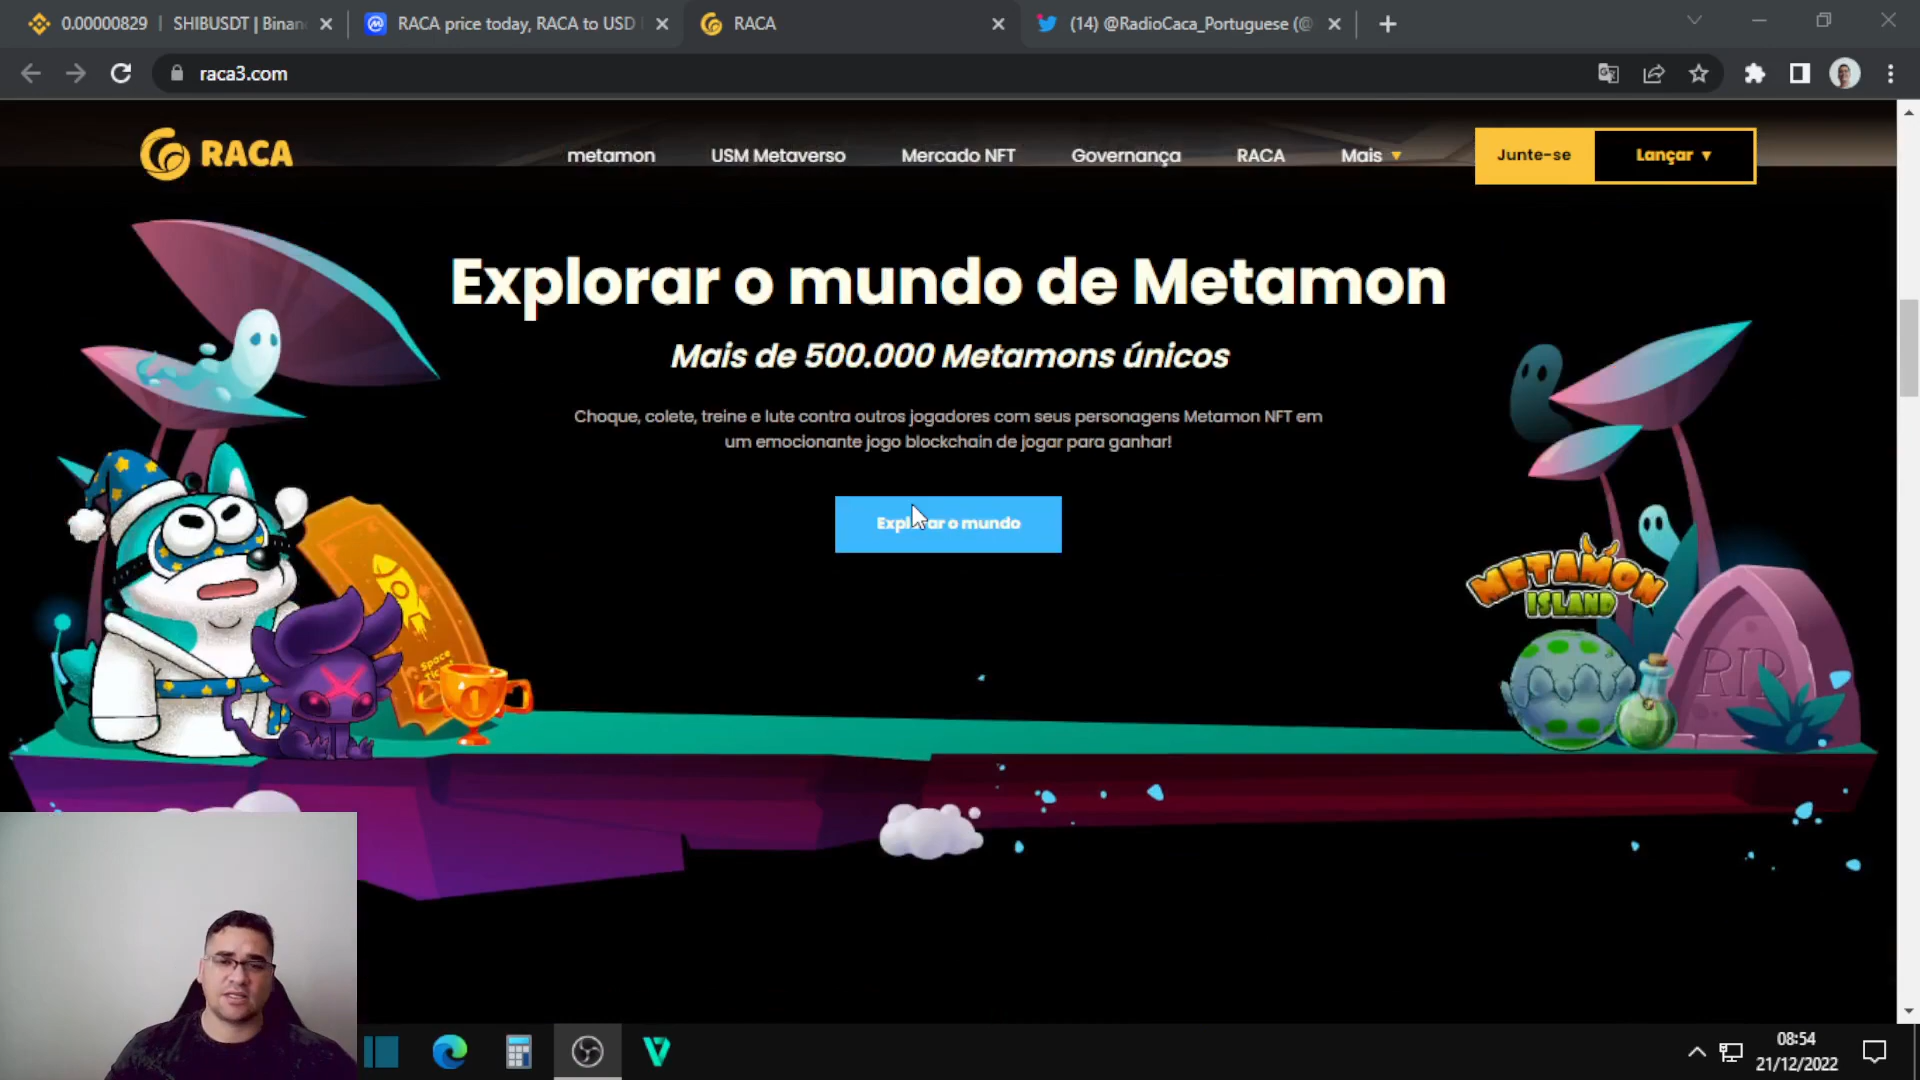 0.00000829 | SHIBUSDT | Binan
RACA price today, RACA to USD
RACA
(14) @RadioCaca_Portuguese (@
raca3.com
RACA
metamon
USM Metaverso
Mercado NFT
Governança
RACA
Mais
Junte-se
Lançar
Explorar o mundo de Metamon
Mais de 500.000 Metamons únicos
Choque, colete, treine e lute contra outros jogadores com seus personagens Metamon NFT em
um emocionante jogo blockchain de jogar para ganhar!
Explorar o mundo
METAMON
ISLAND
Space
1
RIP
08:54
21/12/2022